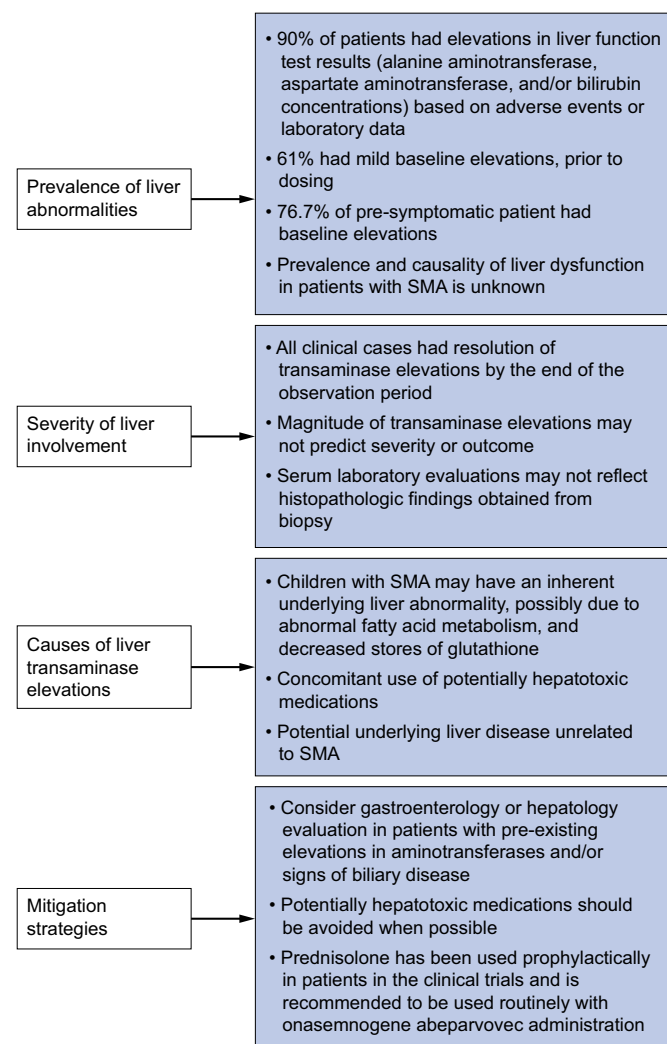 Prevalence of liver
abnormalities
• 90% of patients had elevations in liver function
test results (alanine aminotransferase,
aspartate aminotransferase, and/or bilirubin
concentrations) based on adverse events or
laboratory data
• 61% had mild baseline elevations, prior to
dosing
• 76.7% of pre-symptomatic patient had
baseline elevations
• Prevalence and causality of liver dysfunction
in patients with SMA is unknown
Severity of liver
involvement
• All clinical cases had resolution of
transaminase elevations by the end of the
observation period
• Magnitude of transaminase elevations may
not predict severity or outcome
• Serum laboratory evaluations may not reflect
histopathologic findings obtained from
biopsy
Causes of liver
transaminase
elevations
• Children with SMA may have an inherent
underlying liver abnormality, possibly due to
abnormal fatty acid metabolism, and
decreased stores of glutathione
• Concomitant use of potentially hepatotoxic
medications
• Potential underlying liver disease unrelated
to SMA
Mitigation
strategies
• Consider gastroenterology or hepatology
evaluation in patients with pre-existing
elevations in aminotransferases and/or
signs of biliary disease
• Potentially hepatotoxic medications should
be avoided when possible
• Prednisolone has been used prophylactically
in patients in the clinical trials and is
recommended to be used routinely with
onasemnogene abeparvovec administration